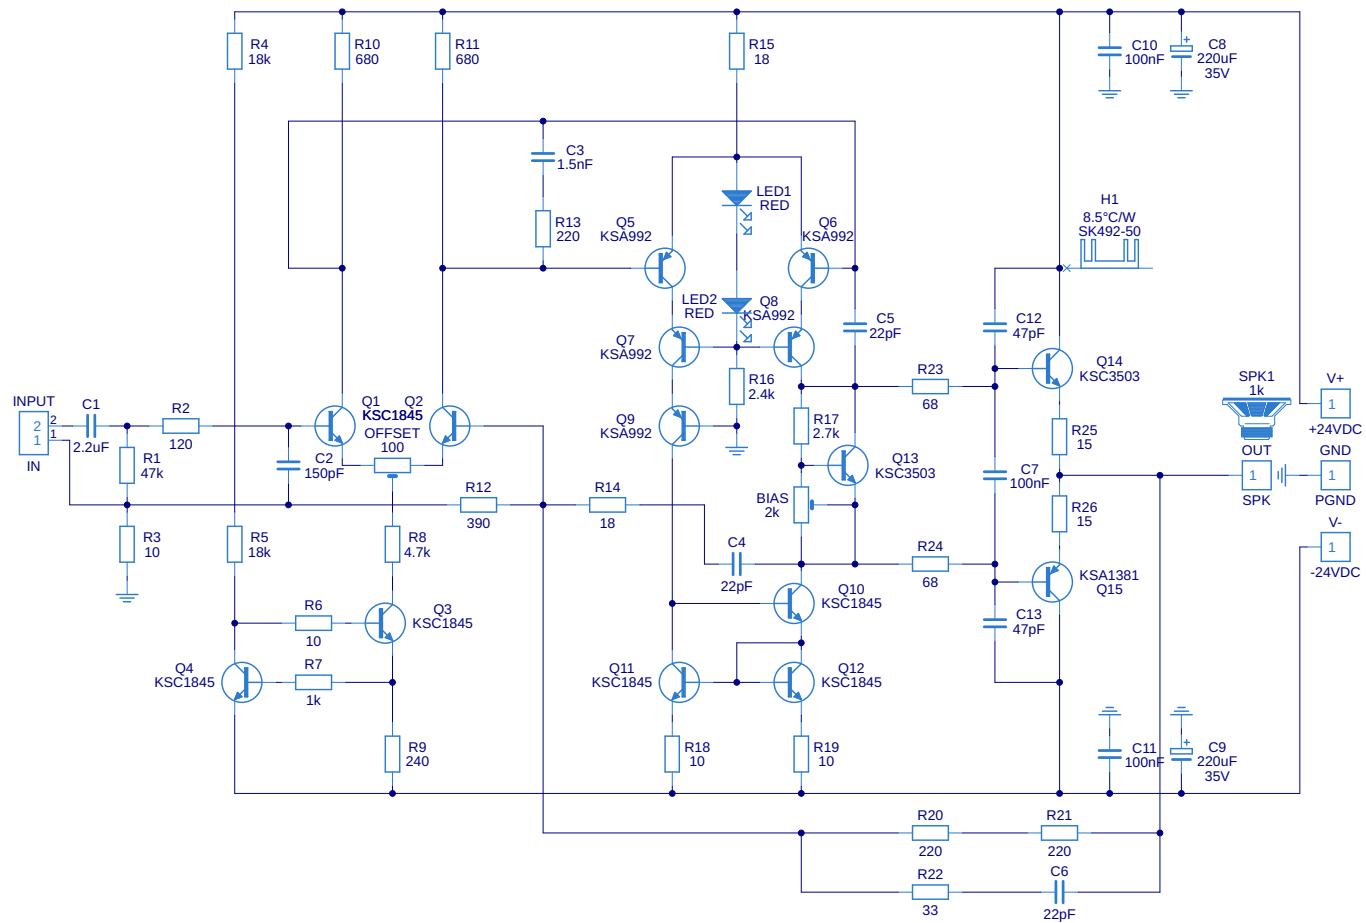 R4
18k
R10
680
R11
680
R15
18
C10
100nF
C8
220uF
35V
+
C3
1.5nF
R13
220
LED1
RED
Q5
KSA992
Q6
KSA992
H1
8.5°C/W
SK492-50
LED2
RED
Q8
KSA992
Q7
KSA992
C5
22pF
C12
47pF
Q14
KSC3503
R16
2.4k
R23
68
SPK1
1k
V+
1
+24VDC
INPUT
2
1
2
1
IN
C1
2.2uF
R2
120
Q1
Q2
KSC1845
OFFSET
100
Q9
KSA992
R17
2.7k
R25
15
R1
47k
C2
150pF
Q13
KSC3503
C7
100nF
OUT
1
SPK
GND
1
PGND
R12
390
R14
18
BIAS
2k
R26
15
V-
1
-24VDC
R3
10
R5
18k
R8
4.7k
C4
22pF
R24
68
KSA1381
Q15
R6
10
Q3
KSC1845
Q10
KSC1845
C13
47pF
Q4
KSC1845
R7
1k
Q11
KSC1845
Q12
KSC1845
R9
240
R18
10
R19
10
C11
100nF
+
C9
220uF
35V
R20
220
R21
220
R22
33
C6
22pF